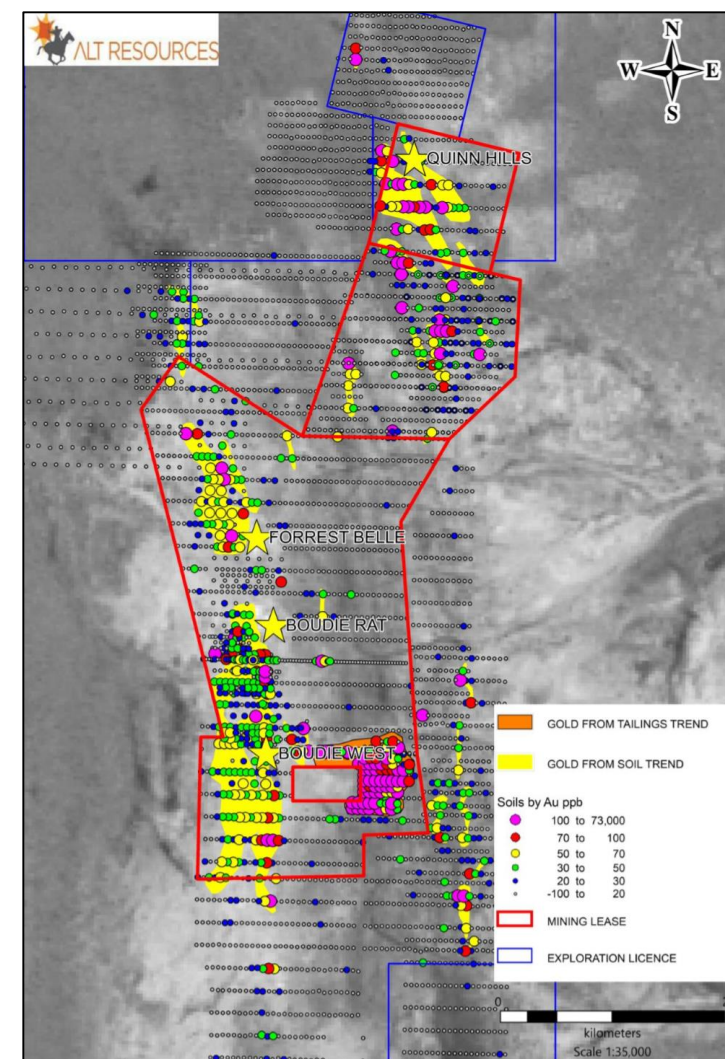 ALT RESOURCES
N
W E
S
QUINN HILLS
FORREST BELLE
BOUDIE RAT
BOUDIE WEST
GOLD FROM TAILINGS TREND
GOLD FROM SOIL TREND
Soils by Au ppb
100 to 73,000
70 to 100
50 to 70
30 to 50
20 to 30
-100 to 20
MINING LEASE
EXPLORATION LICENCE
0
kilometers
Scale 1:35,000